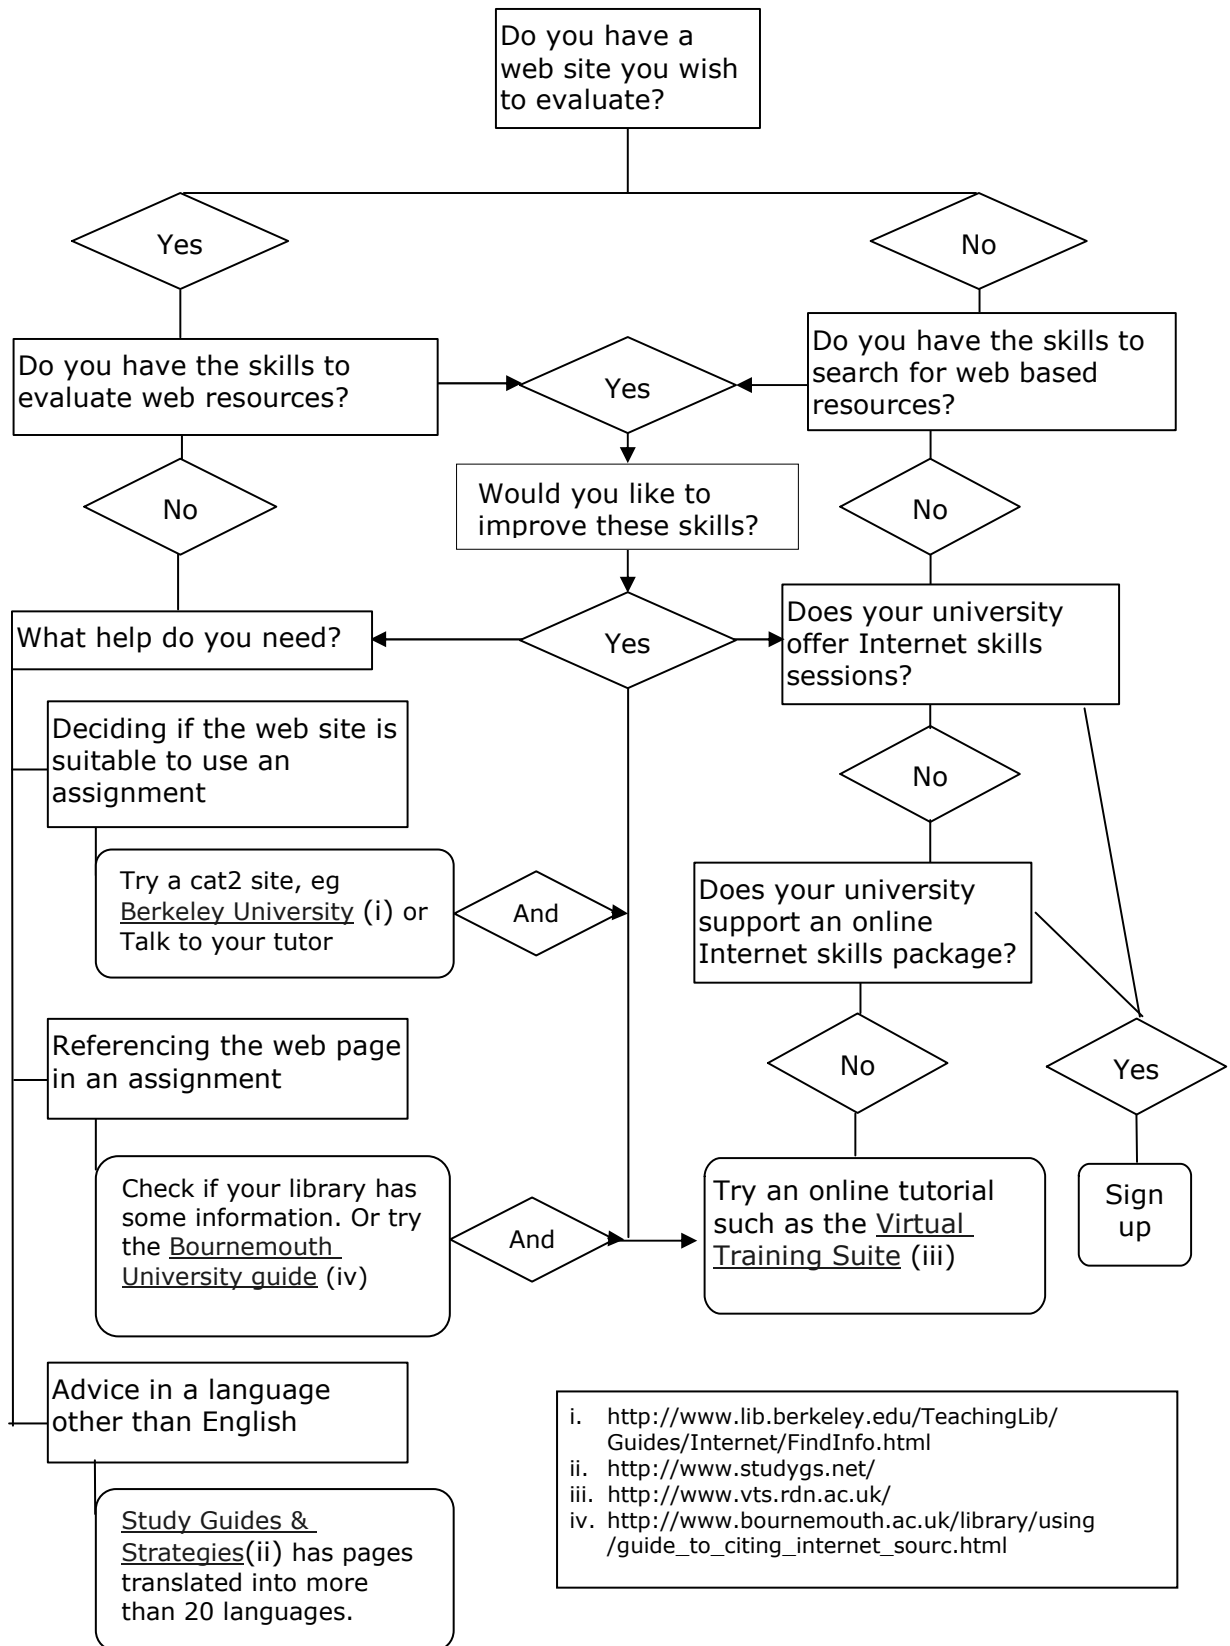 Do you have a
web site you wish
to evaluate?
Yes
No
Do you have the skills to
evaluate web resources?
Yes
Do you have the skills to
search for web based
resources?
No
Would you like to
improve these skills?
No
What help do you need?
Yes
Does your university
offer Internet skills
sessions?
Deciding if the web site is
suitable to use an
assignment
No
Try a cat2 site, eg
Berkeley University (i) or
Talk to your tutor
And
Does your university
support an online
Internet skills package?
Referencing the web page
in an assignment
No
Yes
Check if your library has
some information. Or try
the Bournemouth
University guide (iv)
And
Try an online tutorial
such as the Virtual
Training Suite (iii)
Sign
up
Advice in a language
other than English
Study Guides &
Strategies(ii) has pages
translated into more
than 20 languages.
i. http://www.lib.berkeley.edu/TeachingLib/
Guides/Internet/FindInfo.html
ii. http://www.studygs.net/
iii. http://www.vts.rdn.ac.uk/
iv. http://www.bournemouth.ac.uk/library/using
/guide_to_citing_internet_sourc.html